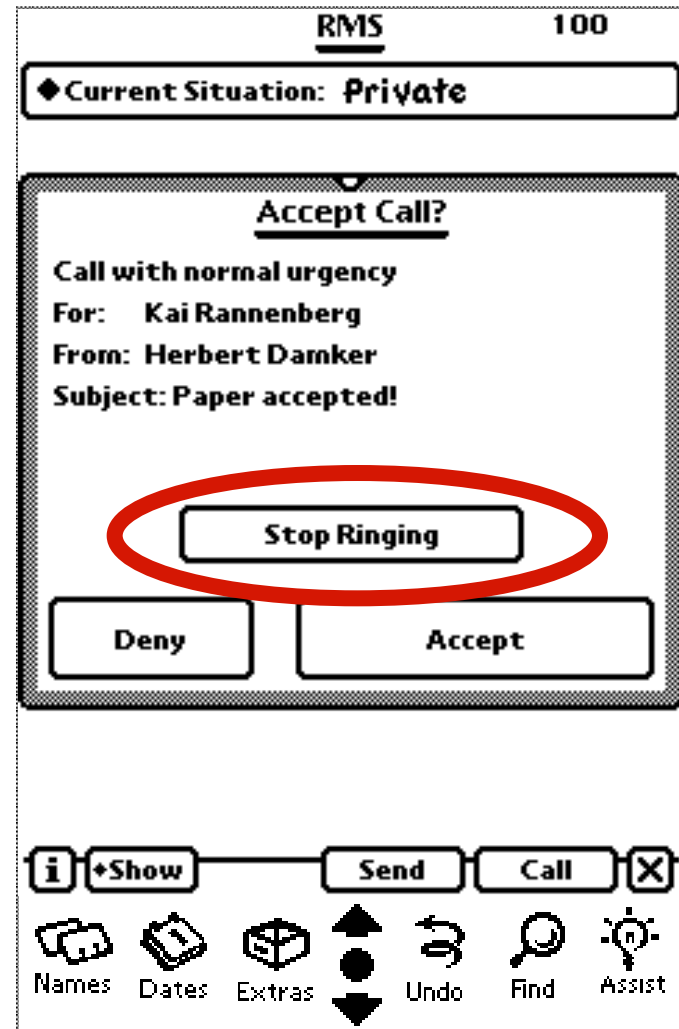 RMS 100
Current Situation: Private
Accept Call?
Call with normal urgency
For: Kai Rannenberg
From: Herbert Damker
Subject: Paper accepted!
Stop Ringing
Deny Accept
i Show Send Call X
Names Dates Extras Undo Find Assist